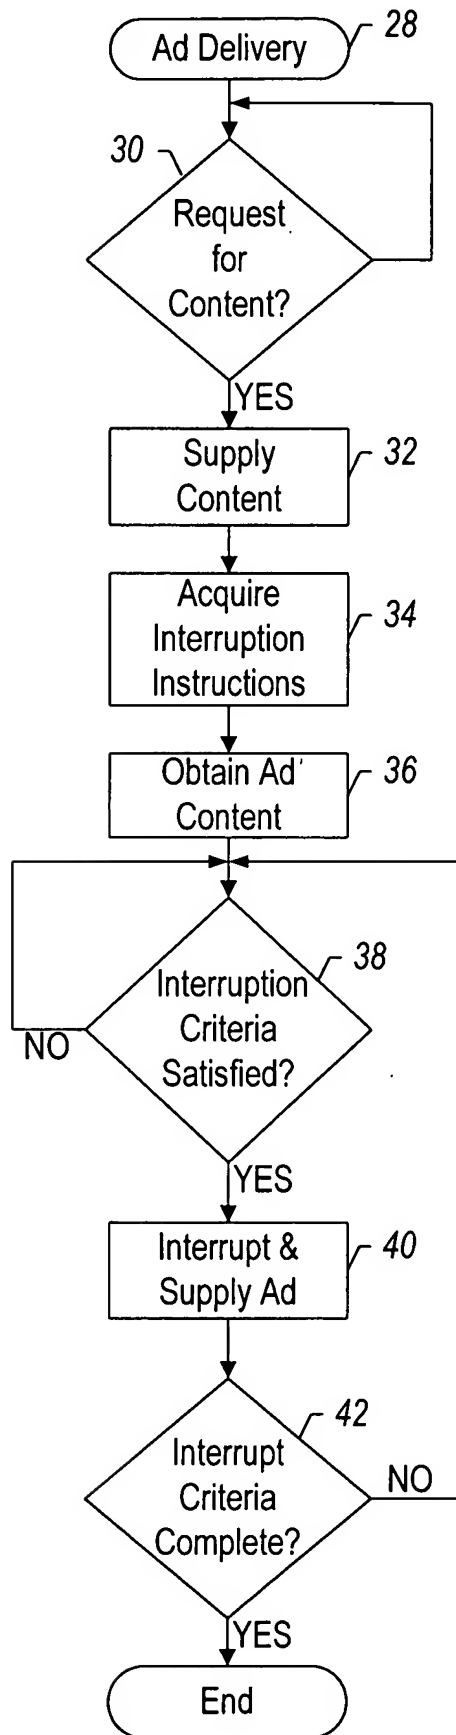 Ad Delivery
28
30
Request
for
Content?
YES
Supply
Content
32
Acquire
Interruption
Instructions
34
Obtain Ad
Content
36
Interruption
Criteria
Satisfied?
38
NO
YES
Interrupt &
Supply Ad
40
42
Interrupt
Criteria
Complete?
NO
YES
End